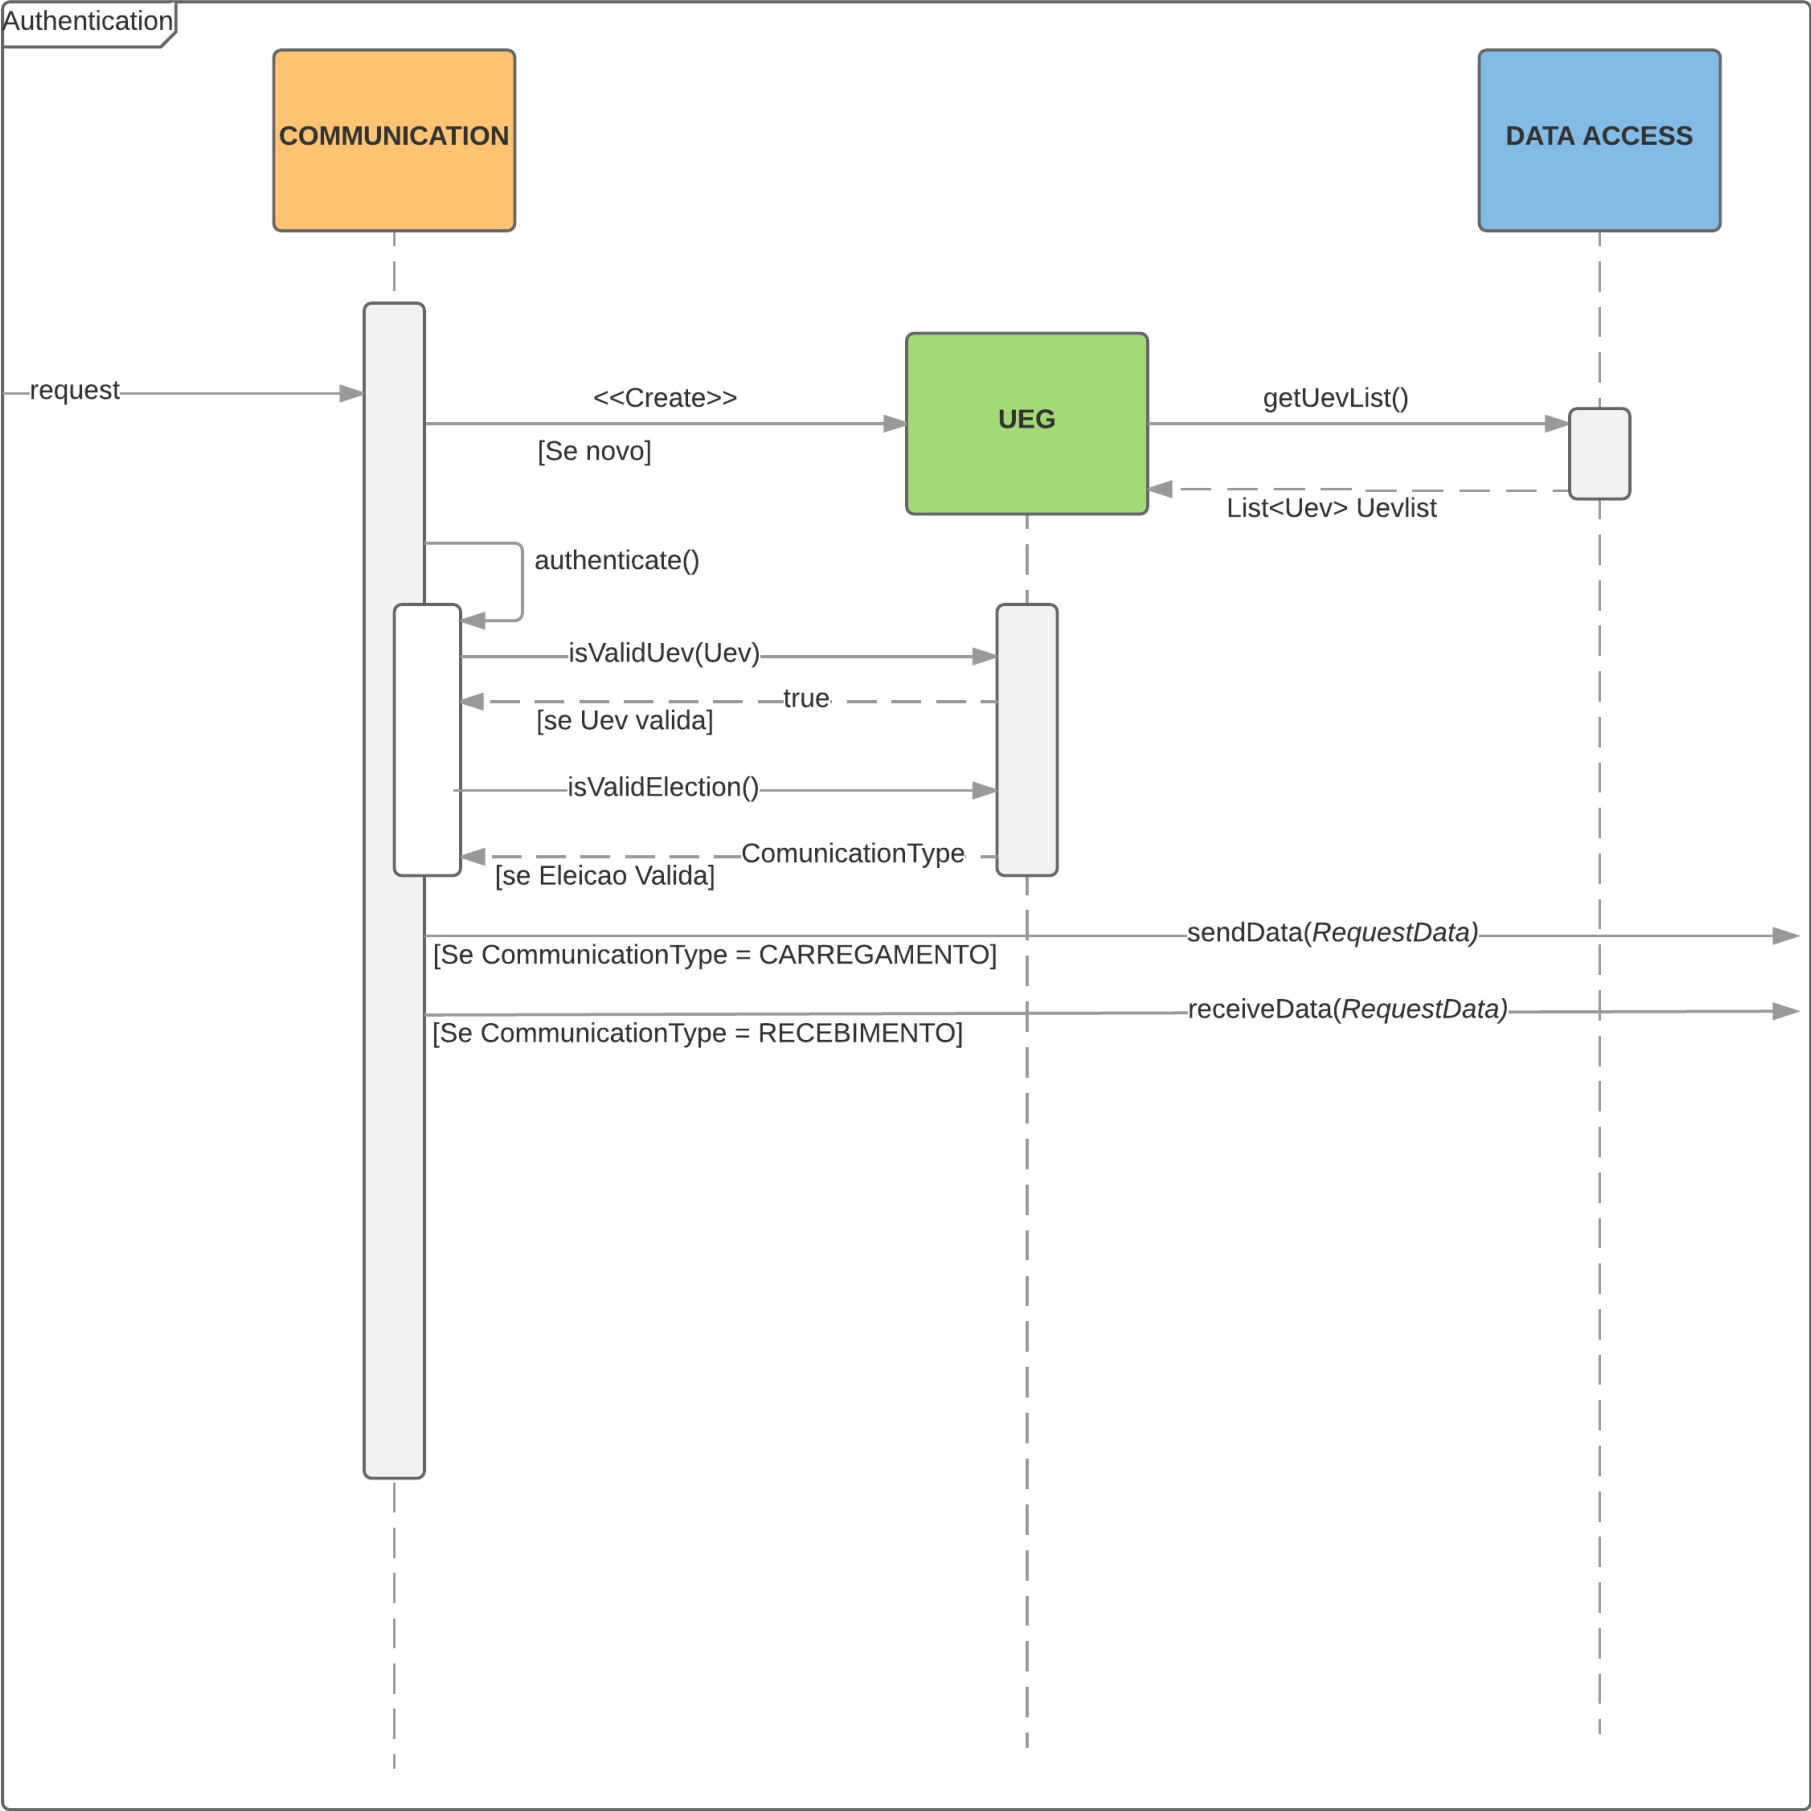 Authentication
COMMUNICATION
DATA ACCESS
request
<<Create>>
[Se novo]
UEG
getUevList()
List<Uev> Uevlist
authenticate()
isValidUev(Uev)
true
[se Uev valida]
isValidElection()
ComunicationType
[se Eleicao Valida]
sendData(RequestData)
[Se CommunicationType = CARREGAMENTO]
receiveData(RequestData)
[Se CommunicationType = RECEBIMENTO]